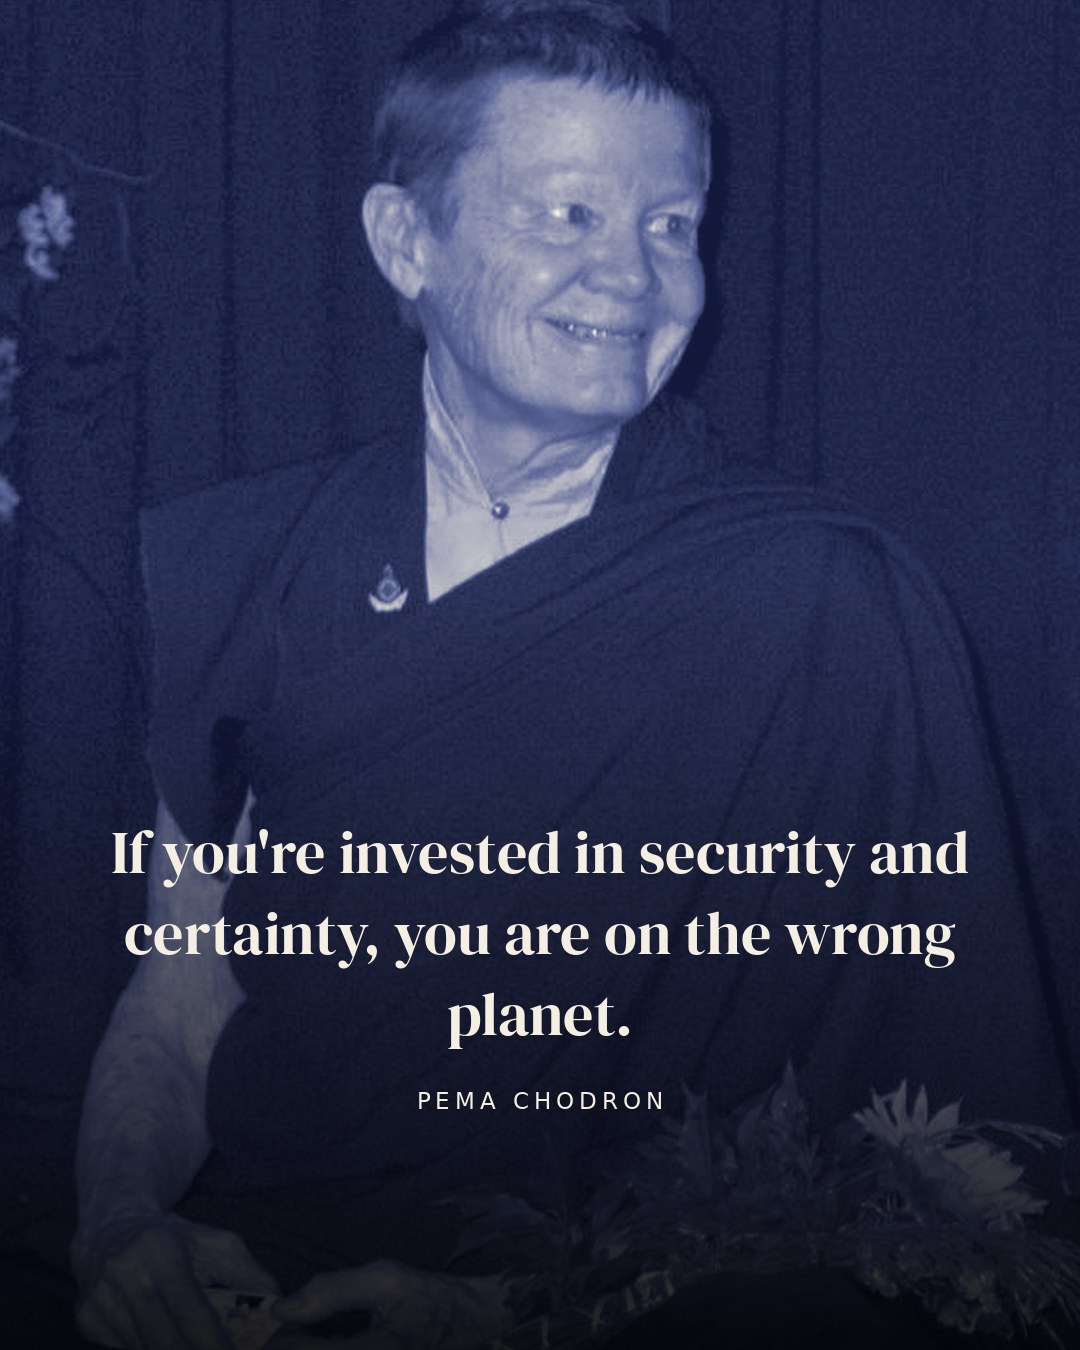 If you're invested in security and
certainty, you are on the wrong
planet.
PEMA CHODRON